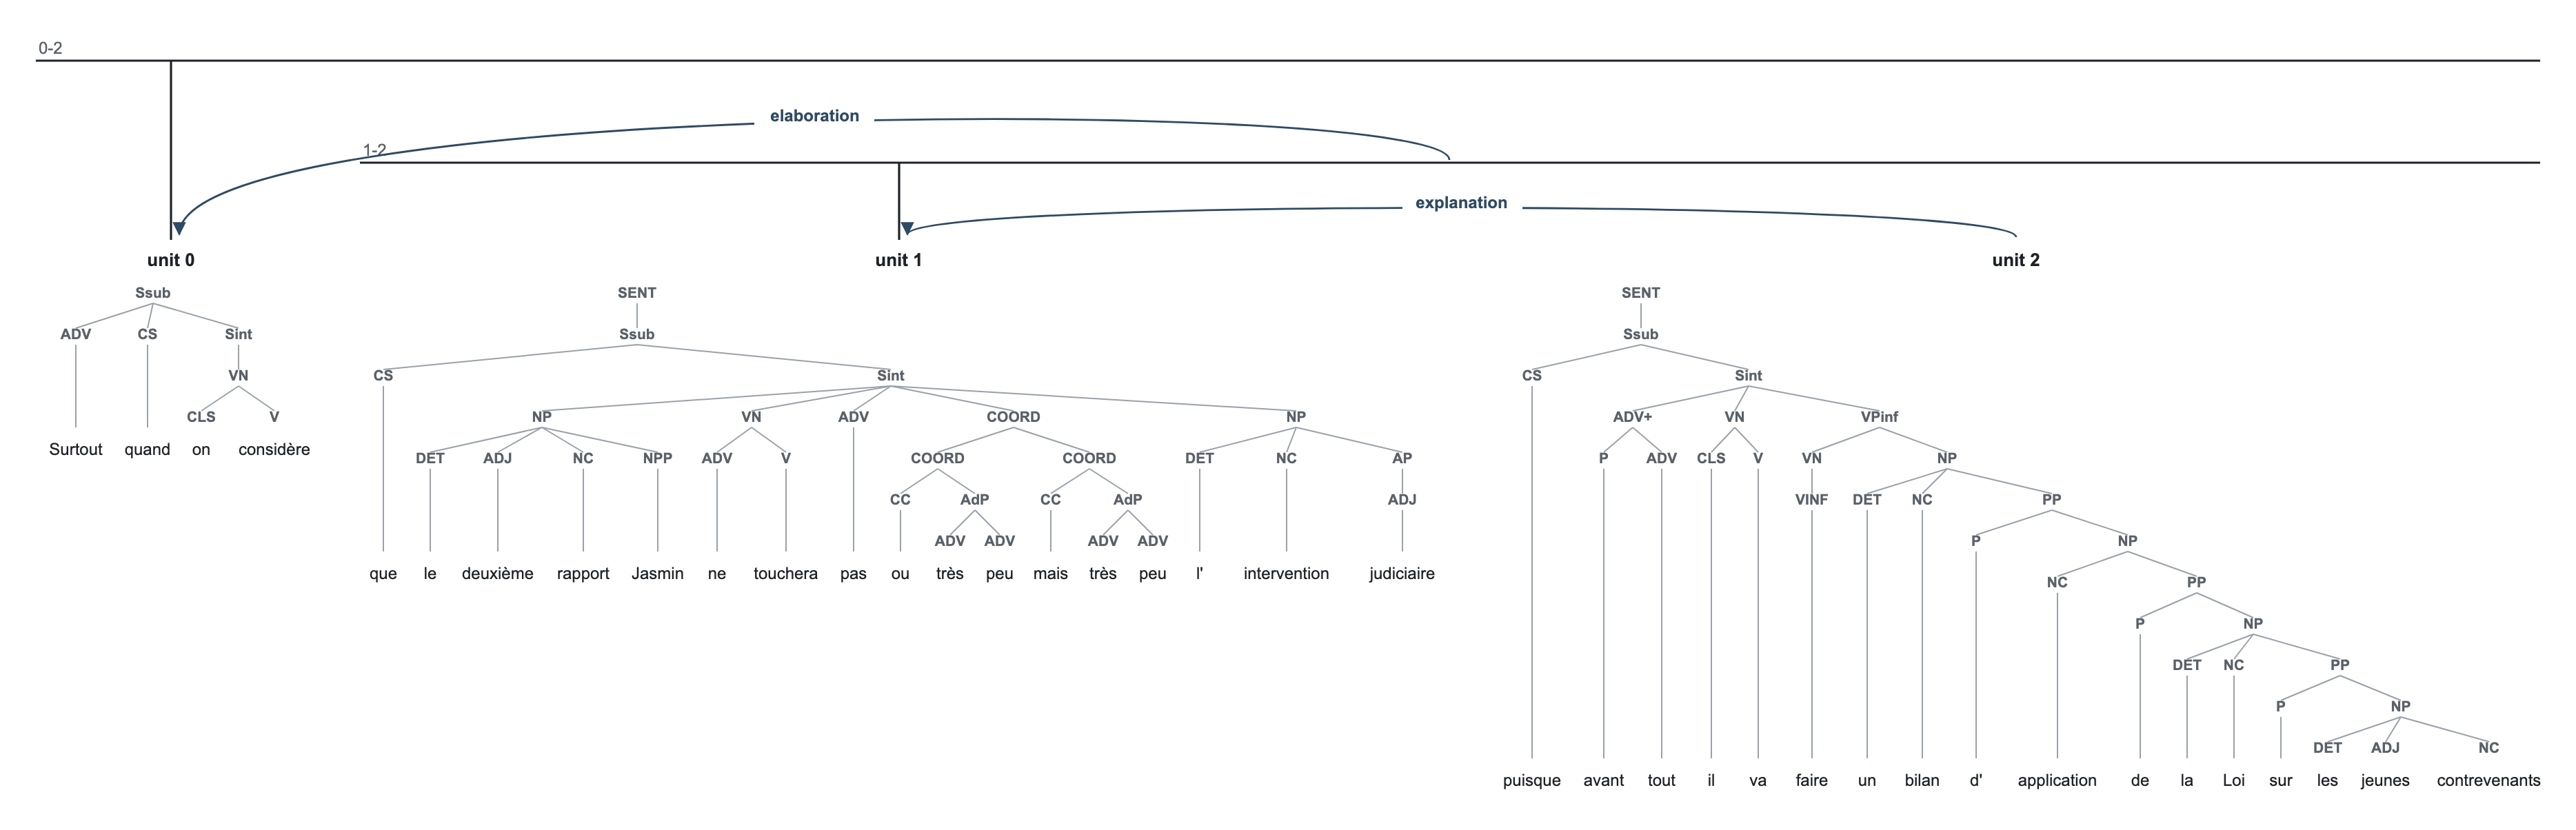 0-2
elaboration
1-2
explanation
unit 0 unit 1 unit 2
Ssub SENT SENT
ADV CS Sint Ssub Ssub
VN CS Sint CS Sint
CLS V NP VN ADV COORD NP ADV+ VN VPinf
Surtout quand on considère DET ADJ NC NPP ADV V COORD COORD DET NC AP P ADV CLS V VN NP
CC AdP CC AdP ADJ VINF DET NC PP
ADV ADV ADV ADV P NP
que le deuxième rapport Jasmin ne touchera pas ou très peu mais très peu l' intervention judiciaire NC PP
P NP
DET NC PP
P NP
DET ADJ NC
puisque avant tout il va faire un bilan d' application de la Loi sur les jeunes contrevenants